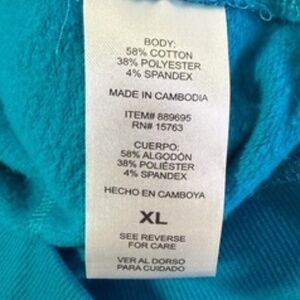 BODY:
58% COTTON
38% POLYESTER
4% SPANDEX
MADE IN CAMBODIA
ITEM# 889695
RN# 15763
CUERPO:
58% ALGODÓN
38% POLIÉSTER
4% SPANDEX
HECHO EN CAMBOYA
XL
SEE REVERSE
FOR CARE
VER AL DORSO
PARA CUIDADO